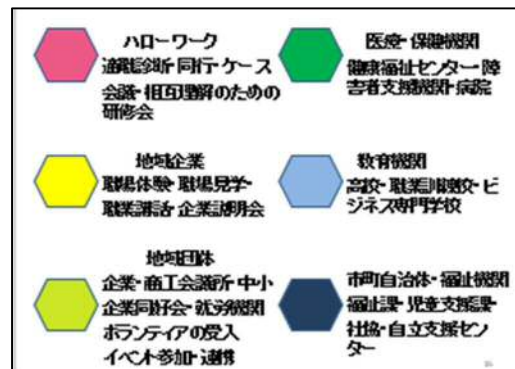 ハローワーク
適職診断・同行・ケース
会議・相互理解のための
研修会
医療・保健機関
健康福祉センター・障
害者支援機関・病院
地域企業
職場体験・職場見学・
職業講話・企業説明会
教育機関
高校・職業訓練校・ビ
ジネス専門学校
地域団体
企業・商工会議所・中小
企業同好会・就労機関
ボランティアの受入
イベント参加・連携
市町自治体・福祉機関
福祉課・児童支援課・
社協・自立支援セン
ター